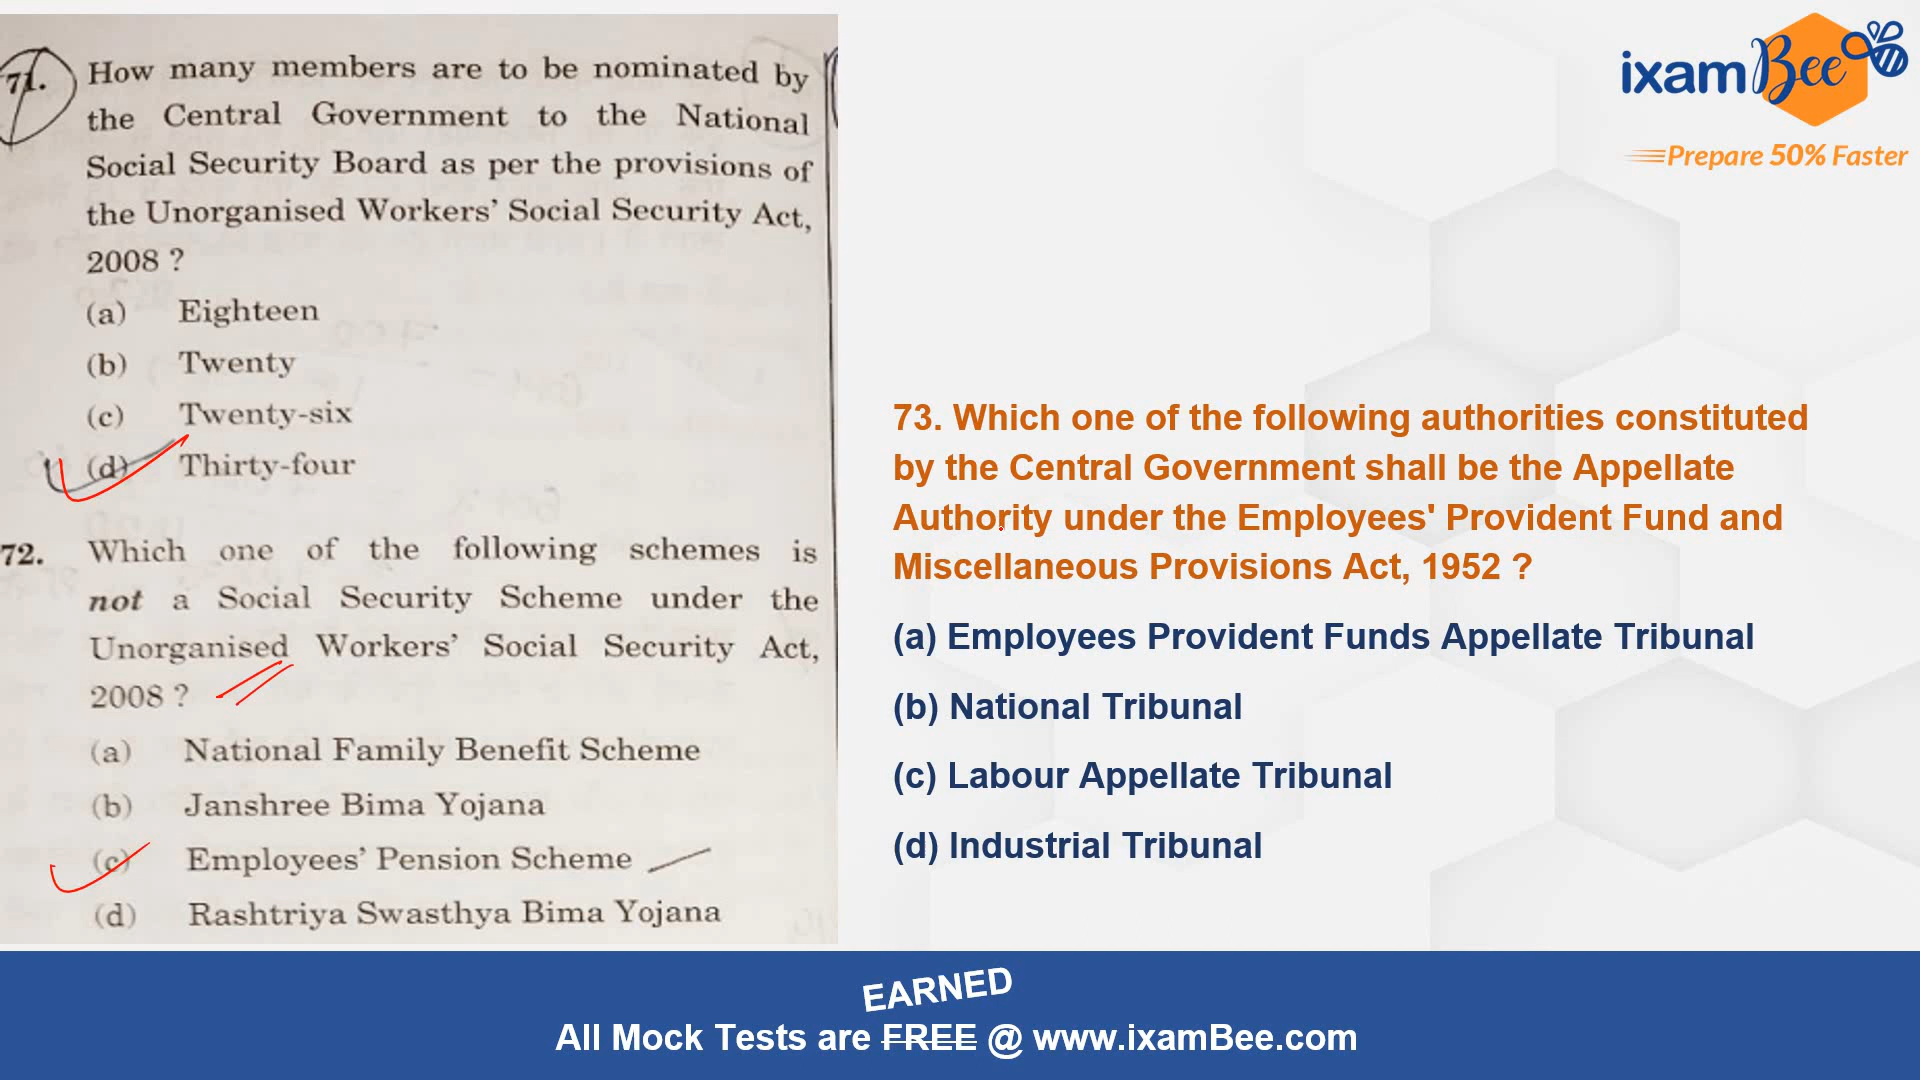 71. How many members are to be nominated by
the Central Government to the National
Social Security Board as per the provisions of
the Unorganised Workers' Social Security Act,
2008 ?
(a) Eighteen
(b) Twenty
(c) Twenty-six
(d) Thirty-four
72. Which one of the following schemes is
not a Social Security Scheme under the
Unorganised Workers' Social Security Act,
2008 ?
(a) National Family Benefit Scheme
(b) Janshree Bima Yojana
(c) Employees' Pension Scheme
(d) Rashtriya Swasthya Bima Yojana
ixamBee
Prepare 50% Faster
73. Which one of the following authorities constituted
by the Central Government shall be the Appellate
Authority under the Employees' Provident Fund and
Miscellaneous Provisions Act, 1952 ?
(a) Employees Provident Funds Appellate Tribunal
(b) National Tribunal
(c) Labour Appellate Tribunal
(d) Industrial Tribunal
EARNED
All Mock Tests are FREE @ www.ixamBee.com